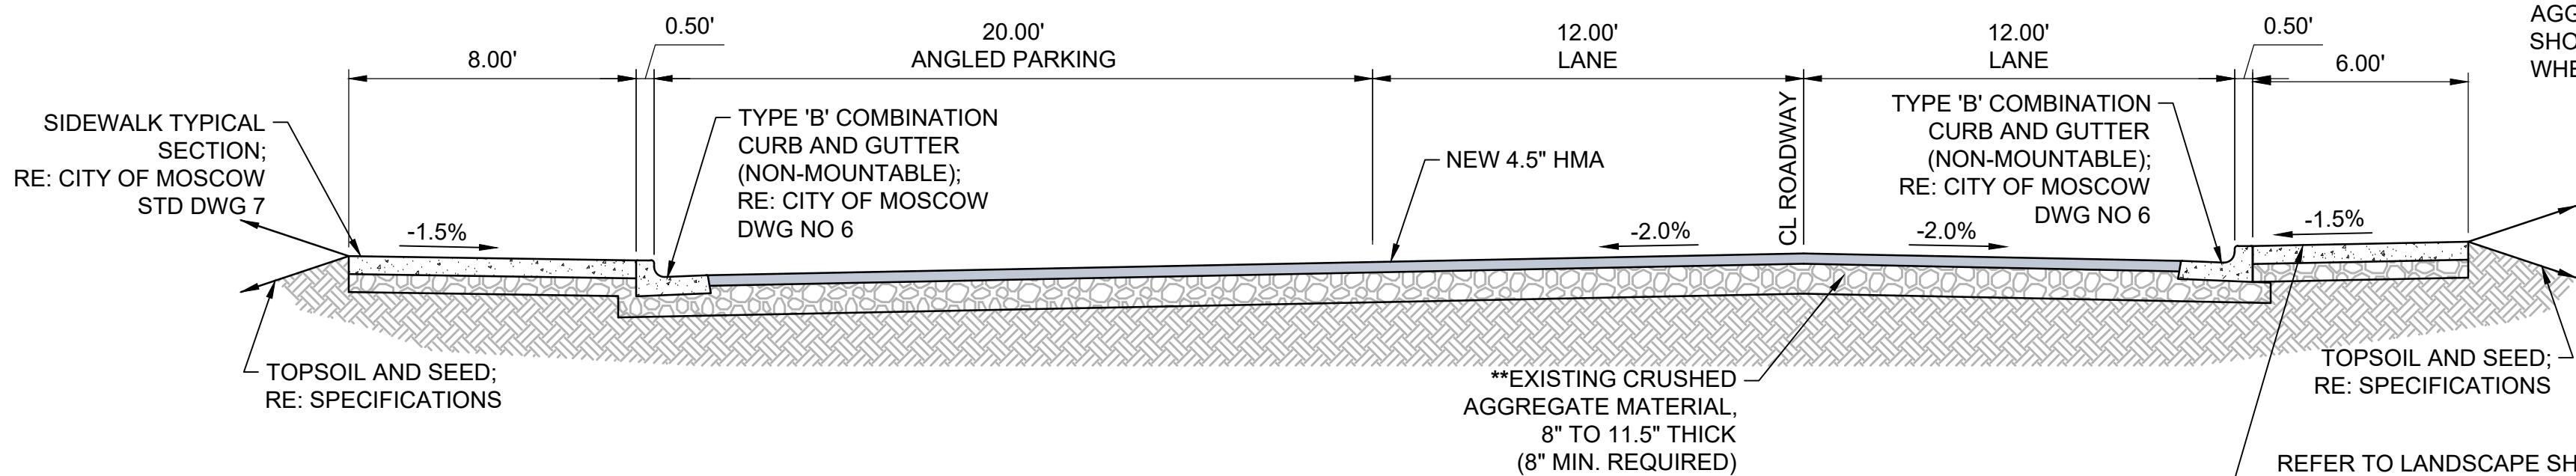 0.50'
20.00'
ANGLED PARKING
12.00'
LANE
12.00'
LANE
0.50'
8.00'
6.00'
SIDEWALK TYPICAL
SECTION;
RE: CITY OF MOSCOW
STD DWG 7
TYPE 'B' COMBINATION
CURB AND GUTTER
(NON-MOUNTABLE);
RE: CITY OF MOSCOW
DWG NO 6
NEW 4.5" HMA
CL ROADWAY
TYPE 'B' COMBINATION
CURB AND GUTTER
(NON-MOUNTABLE);
RE: CITY OF MOSCOW
DWG NO 6
-1.5%
-2.0%
-2.0%
-1.5%
TOPSOIL AND SEED;
RE: SPECIFICATIONS
**EXISTING CRUSHED
AGGREGATE MATERIAL,
8" TO 11.5" THICK
(8" MIN. REQUIRED)
TOPSOIL AND SEED;
RE: SPECIFICATIONS
REFER TO LANDSCAPE